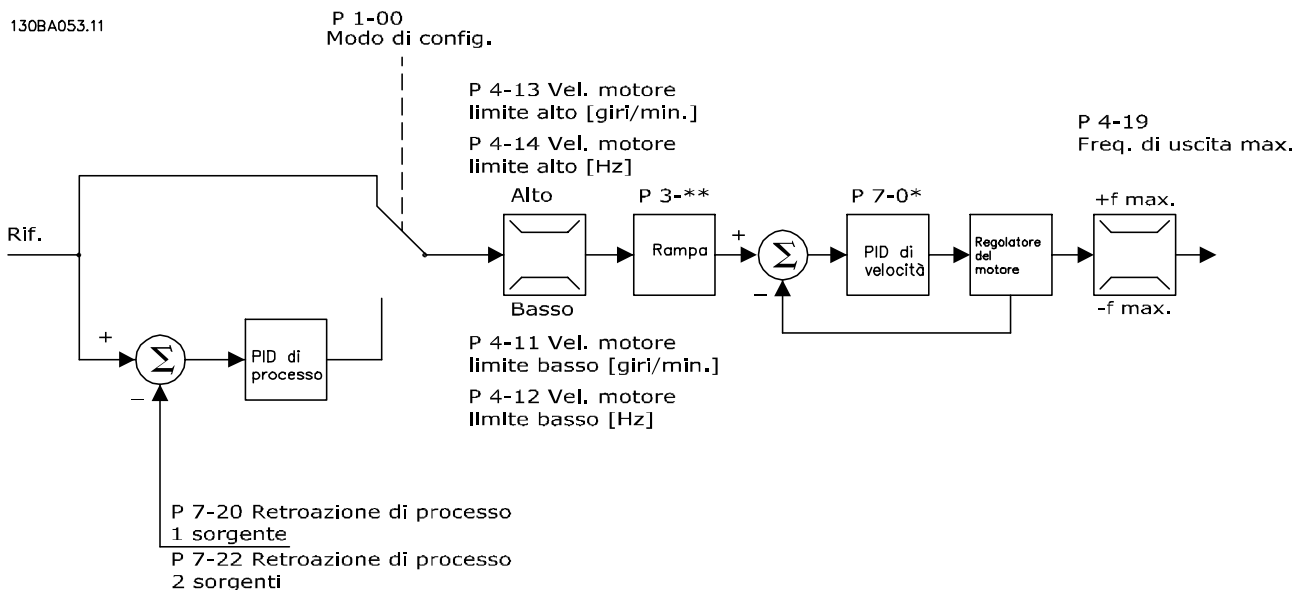 130BA053.11
P 1-00
Modo di config.
P 4-13 Vel. motore
limite alto [giri/min.]
P 4-14 Vel. motore
limite alto [Hz]
P 4-19
Freq. di uscita max.
Alto
P 3-**
P 7-0*
+f max.
Rif.
Rampa
+
Σ
−
PID di
velocità
Regolatore
del
motore
Basso
-f max.
+
Σ
−
PID di
processo
P 4-11 Vel. motore
limite basso [giri/min.]
P 4-12 Vel. motore
limite basso [Hz]
P 7-20 Retroazione di processo
1 sorgente
P 7-22 Retroazione di processo
2 sorgenti